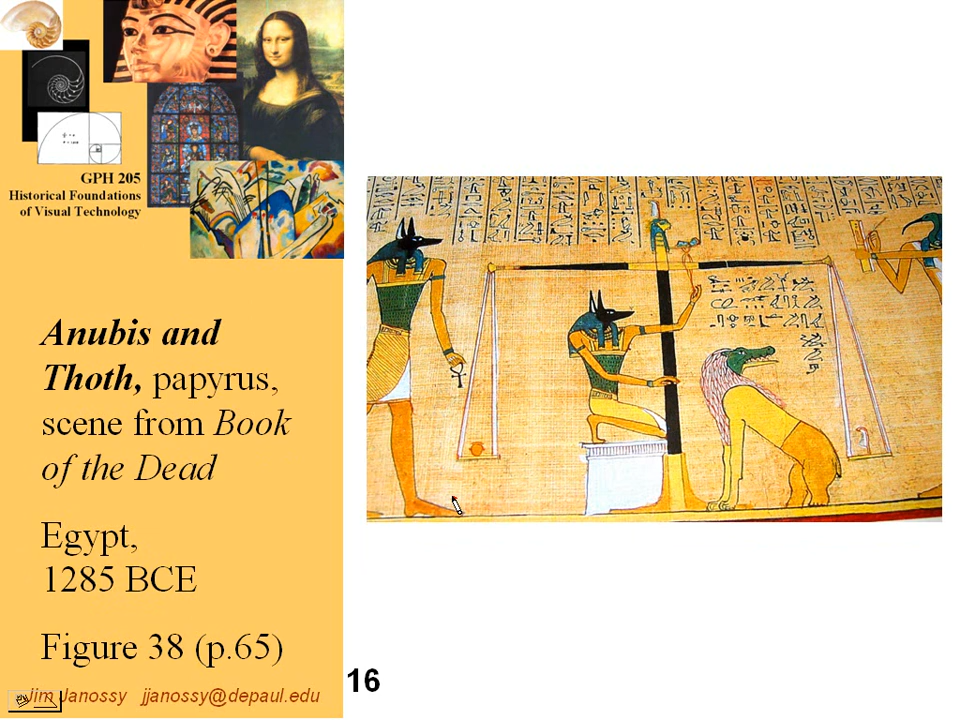 GPH 205
Historical Foundations
of Visual Technology
Anubis and
Thoth, papyrus,
scene from Book
of the Dead
Egypt,
1285 BCE
Figure 38 (p.65)
Jim Janossy jjanossy@depaul.edu
16